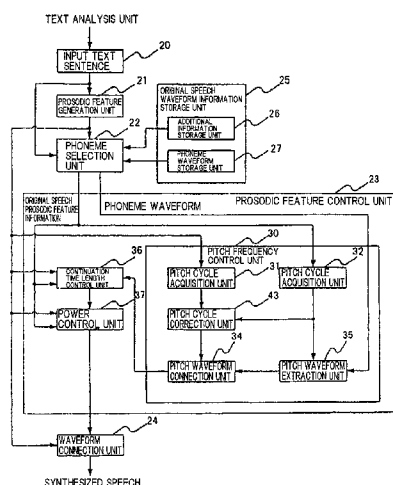 TEXT ANALYSIS UNIT
20
INPUT TEXT
SENTENCE
21
PROSODIC FEATURE
GENERATION UNIT
22
PHONEME
SELECTION
UNIT
25
ORIGINAL SPEECH
WAVEFORM INFORMATION
STORAGE UNIT
26
ADDITIONAL
INFORMATION
STORAGE UNIT
27
PHONEME
WAVEFORM
STORAGE UNIT
23
ORIGINAL SPEECH
PROSODIC FEATURE
INFORMATION
PHONEME WAVEFORM
PROSODIC FEATURE CONTROL UNIT
30
PITCH FREQUENCY
CONTROL UNIT
36
CONTINUATION
TIME LENGTH
CONTROL UNIT
31
PITCH CYCLE
ACQUISITION UNIT
32
PITCH CYCLE
ACQUISITION UNIT
37
POWER
CONTROL UNIT
43
PITCH CYCLE
CORRECTION UNIT
34
PITCH WAVEFORM
CONNECTION UNIT
35
PITCH WAVEFORM
EXTRACTION UNIT
24
WAVEFORM
CONNECTION UNIT
SYNTHESIZED SPEECH